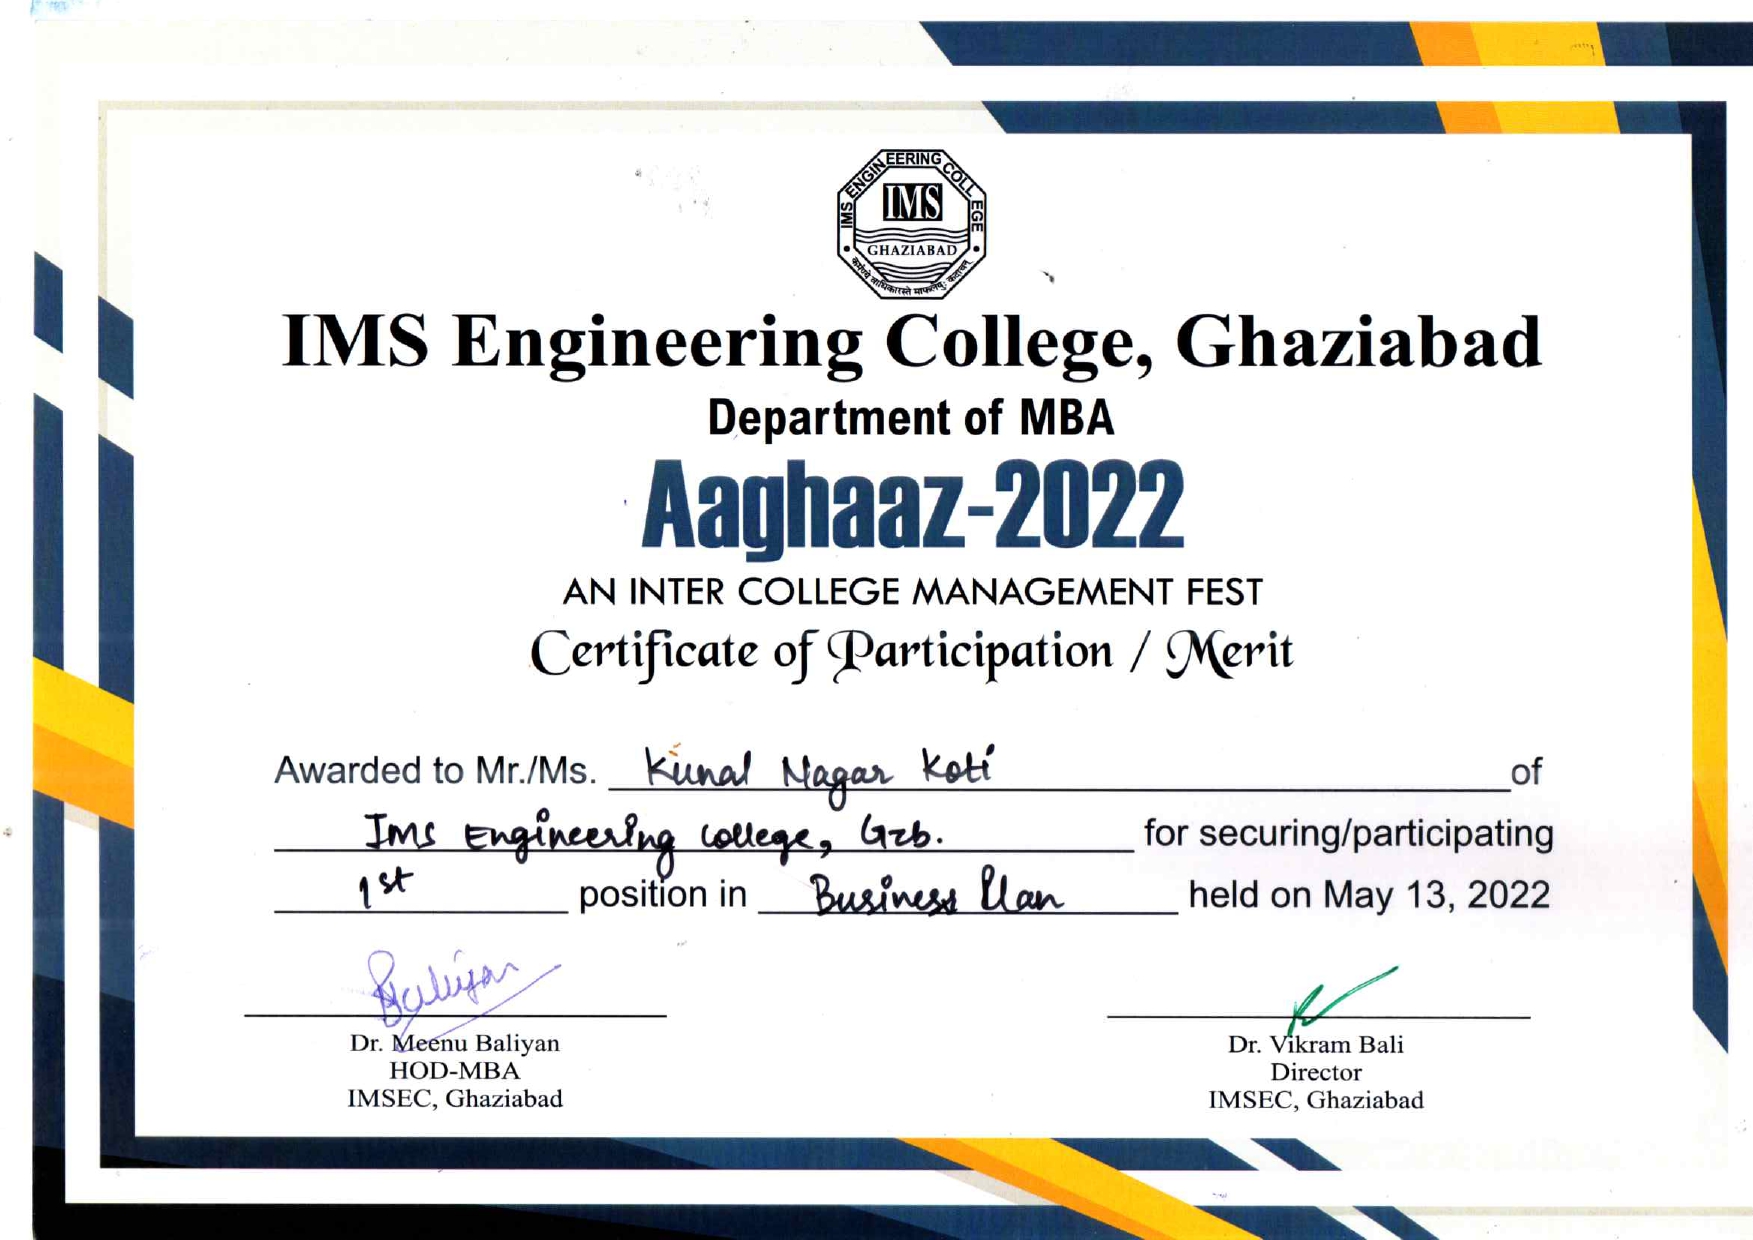 IMS ENGINEERING COLLEGE
IMS
GHAZIABAD
IMS Engineering College, Ghaziabad
Department of MBA
Aaghaaz-2022
AN INTER COLLEGE MANAGEMENT FEST
Certificate of Participation / Merit
Awarded to Mr./Ms. Kunal Nagar Koti of
IMS Engineering College, Gzb. for securing/participating
1st position in Business Plan held on May 13, 2022
Baliyan
Dr. Meenu Baliyan
HOD-MBA
IMSEC, Ghaziabad
Dr. Vikram Bali
Director
IMSEC, Ghaziabad